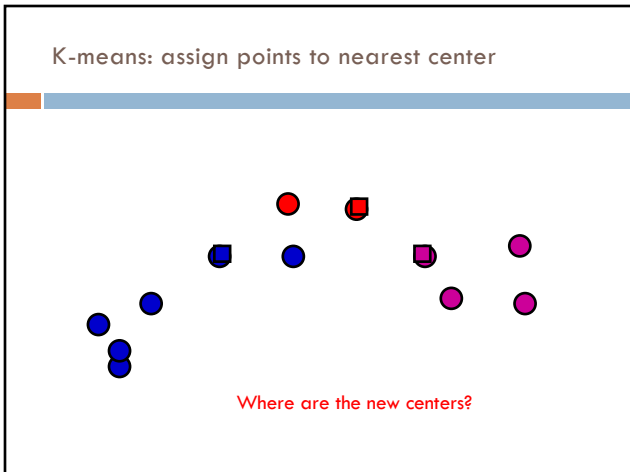 K-means: assign points to nearest center
Where are the new centers?